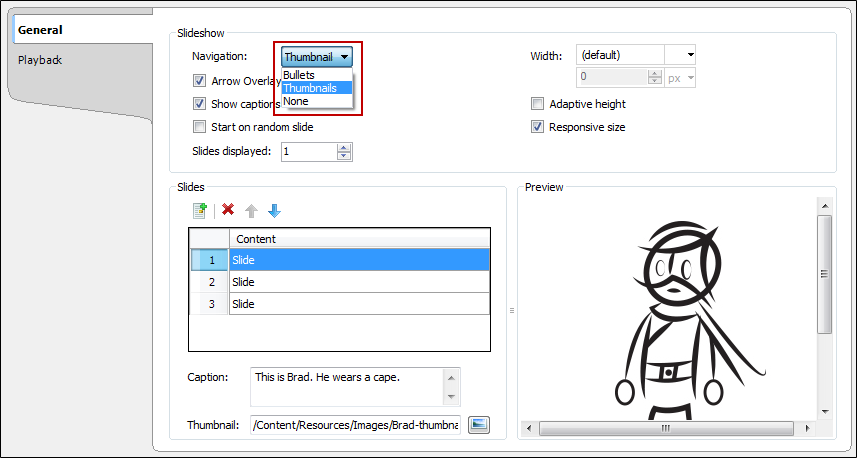 General
Playback
Slideshow
Navigation: Thumbnail
Bullets
Thumbnails
None
Arrow Overlay
Show captions
Start on random slide
Slides displayed: 1
Width: (default)
0 px
Adaptive height
Responsive size
Slides
Content
1 Slide
2 Slide
3 Slide
Caption: This is Brad. He wears a cape.
Thumbnail: /Content/Resources/Images/Brad-thumbna
Preview